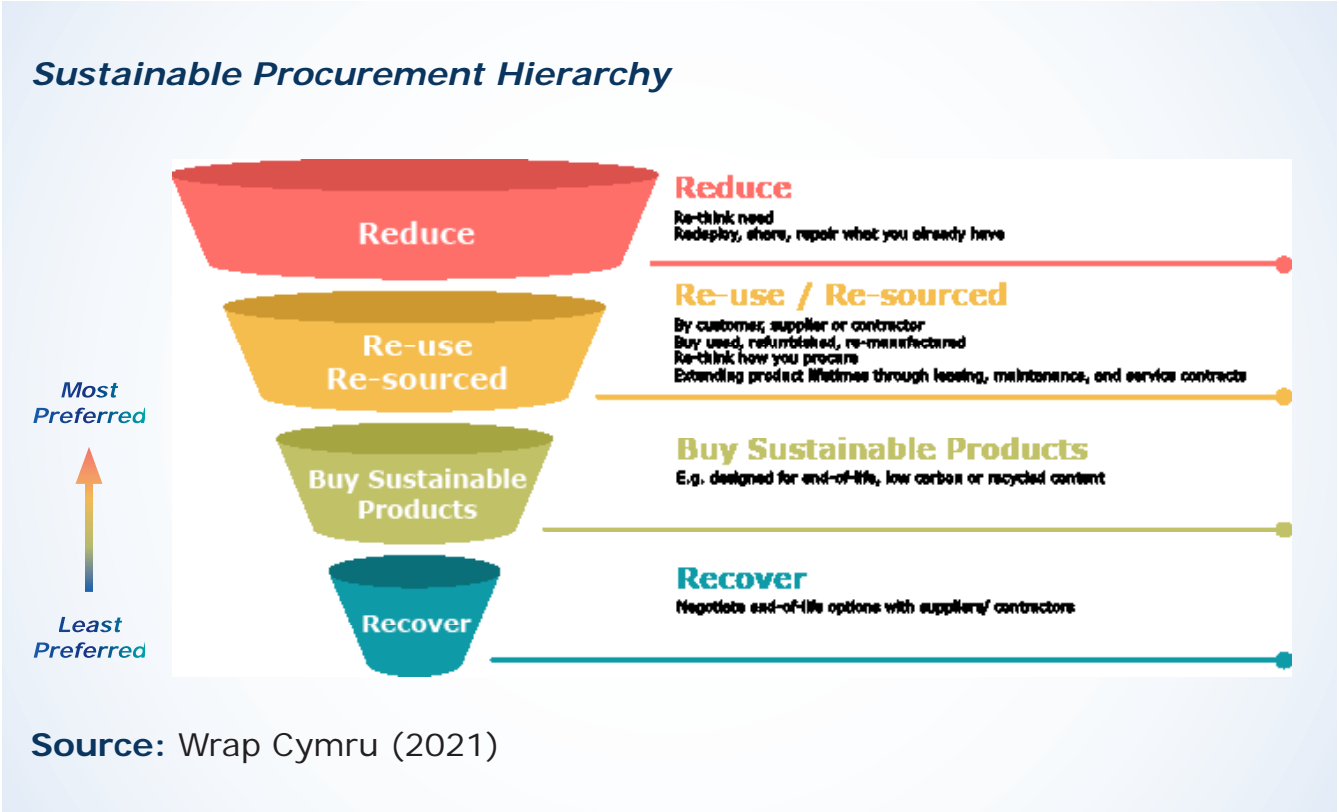 Sustainable Procurement Hierarchy
Reduce
Reduce
Re-think need
Redeploy, share, repair what you already have
Re-use
Re-sourced
Re-use / Re-sourced
By customer, supplier or contractor
Buy used, refurbished, re-manufactured
Re-think how you procure
Extending product lifetimes through leasing, maintenance, and service contracts
Most
Preferred
Buy Sustainable
Products
Buy Sustainable Products
E.g. designed for end-of-life, low carbon or recycled content
Recover
Recover
Negotiate end-of-life options with suppliers/ contractors
Least
Preferred
Source: Wrap Cymru (2021)